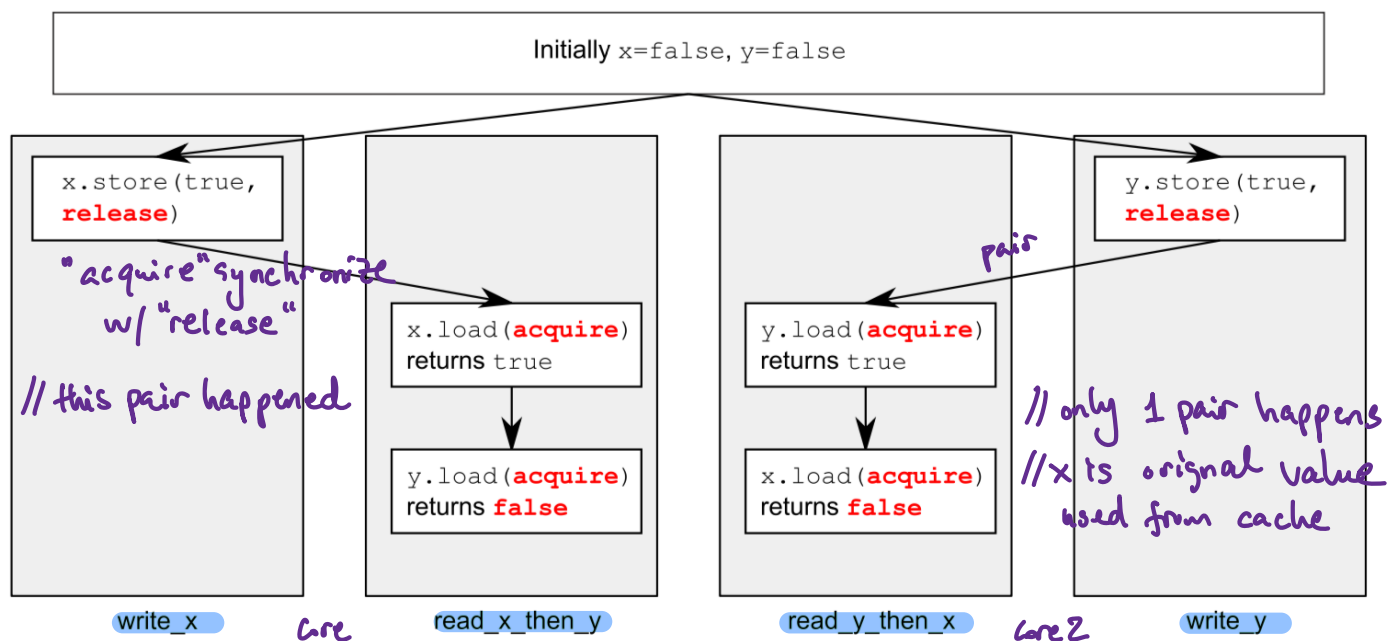 Initially x=false, y=false
x.store(true,
release)
"acquire" synchronize
w/ "release"
// this pair happened
write_x
core
x.load(acquire)
returns true
y.load(acquire)
returns false
read_x_then_y
y.load(acquire)
returns true
x.load(acquire)
returns false
read_y_then_x
core2
y.store(true,
release)
pair
// only 1 pair happens
// x is orignal value
used from cache
write_y